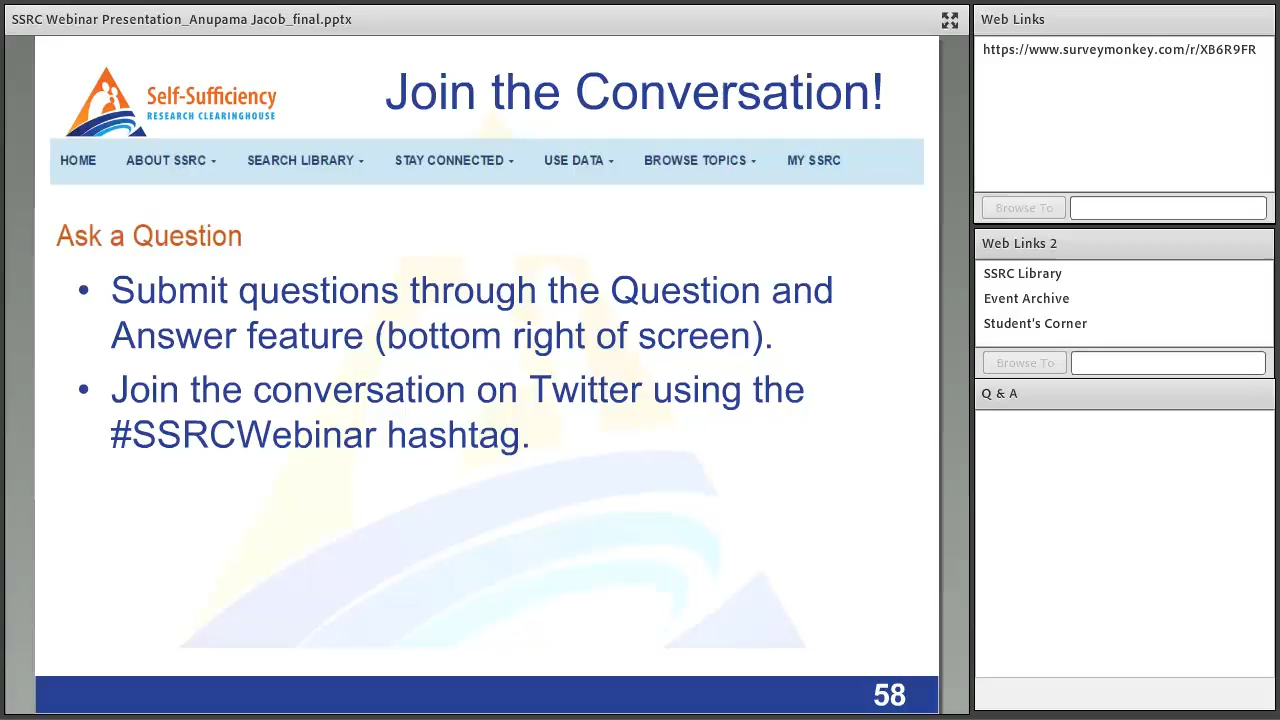 SSRC Webinar Presentation_Anupama Jacob_final.pptx
Self-Sufficiency
RESEARCH CLEARINGHOUSE
Join the Conversation!
HOME ABOUT SSRC SEARCH LIBRARY STAY CONNECTED USE DATA BROWSE TOPICS MY SSRC
Ask a Question
• Submit questions through the Question and
Answer feature (bottom right of screen).
• Join the conversation on Twitter using the
#SSRCWebinar hashtag.
58
Web Links
https://www.surveymonkey.com/r/XB6R9FR
Browse To
Web Links 2
SSRC Library
Event Archive
Student's Corner
Browse To
Q & A